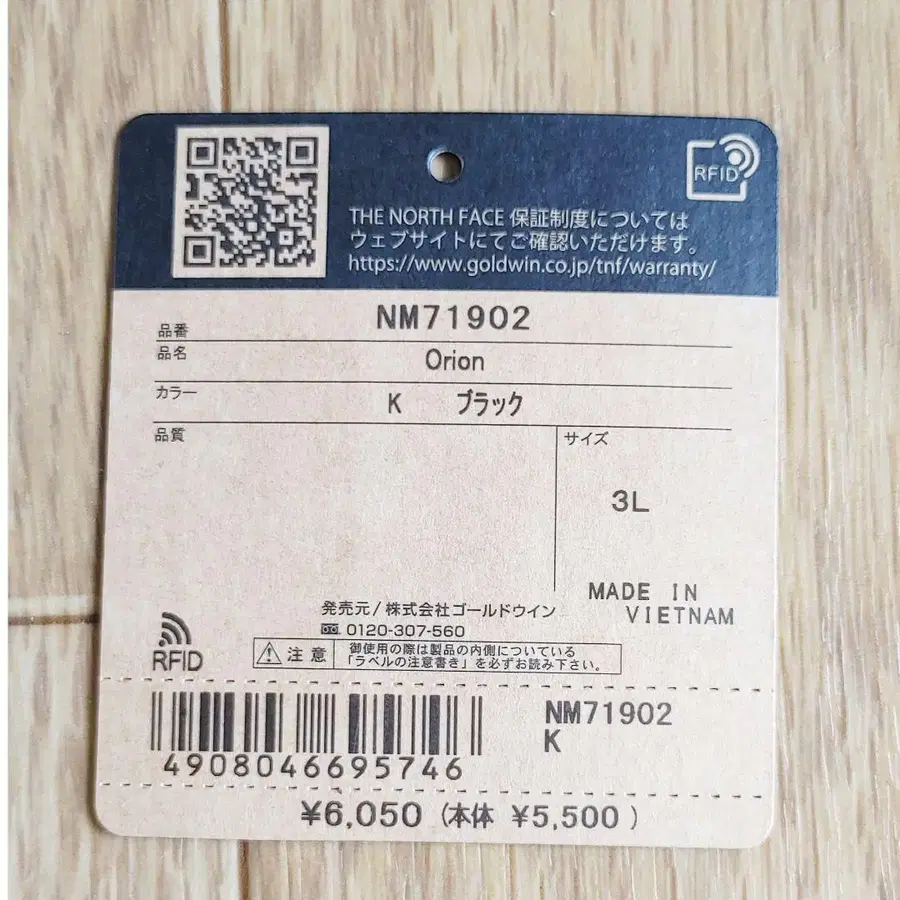 RFID
THE NORTH FACE 保証制度については
ウェブサイトにてご確認いただけます。
https://www.goldwin.co.jp/tnf/warranty/
品番 NM71902
品名 Orion
カラー K ブラック
品質
サイズ
3L
MADE IN
VIETNAM
発売元/株式会社ゴールドウイン
0120-307-560
RFID
注意
御使用の際は製品の内側についている
「ラベルの注意書き」を必ずお読み下さい。
4908046695746
NM71902
K
¥6,050 (本体 ¥5,500 )